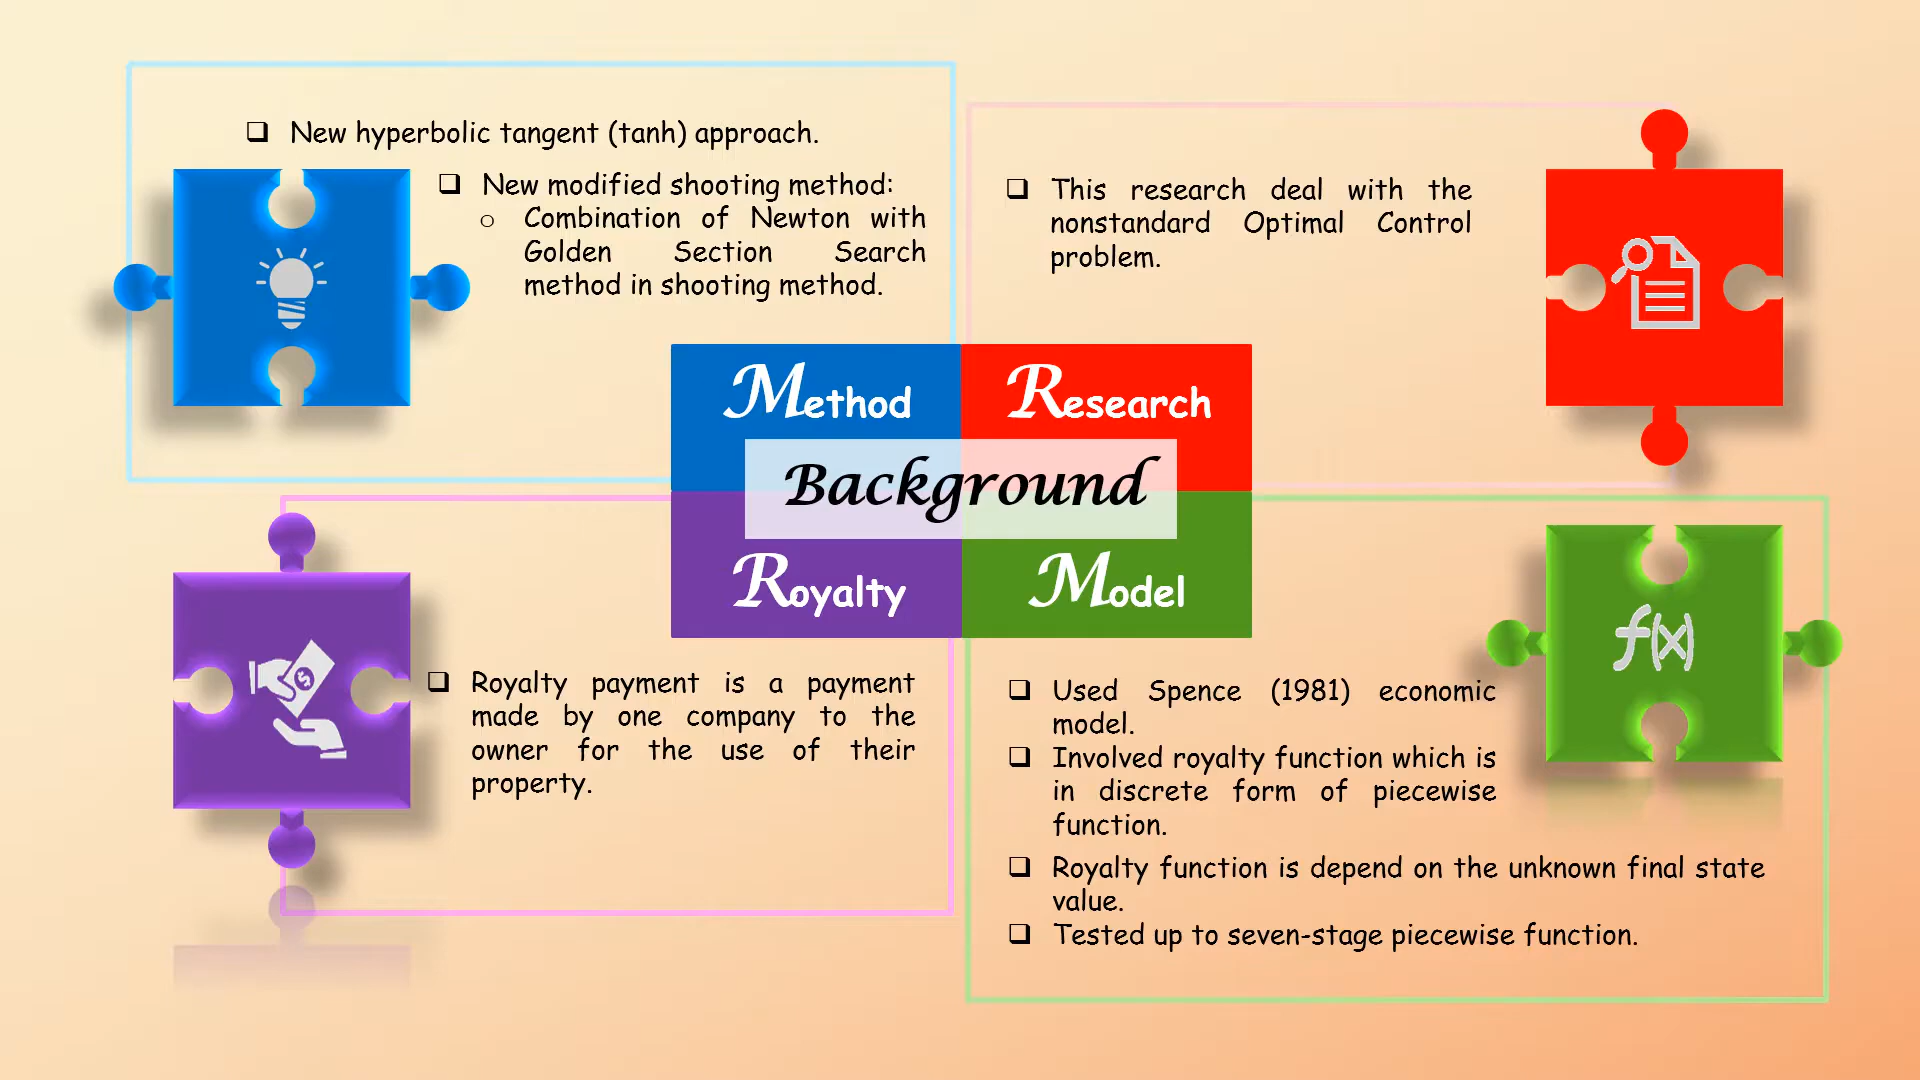 ❑ New hyperbolic tangent (tanh) approach.
❑ New modified shooting method:
o Combination of Newton with
Golden Section Search
method in shooting method.
❑ This research deal with the
nonstandard Optimal Control
problem.
Method
Research
Background
Royalty
Model
❑ Royalty payment is a payment
made by one company to the
owner for the use of their
property.
❑ Used Spence (1981) economic
model.
❑ Involved royalty function which is
in discrete form of piecewise
function.
❑ Royalty function is depend on the unknown final state
value.
❑ Tested up to seven-stage piecewise function.
$
f(x)